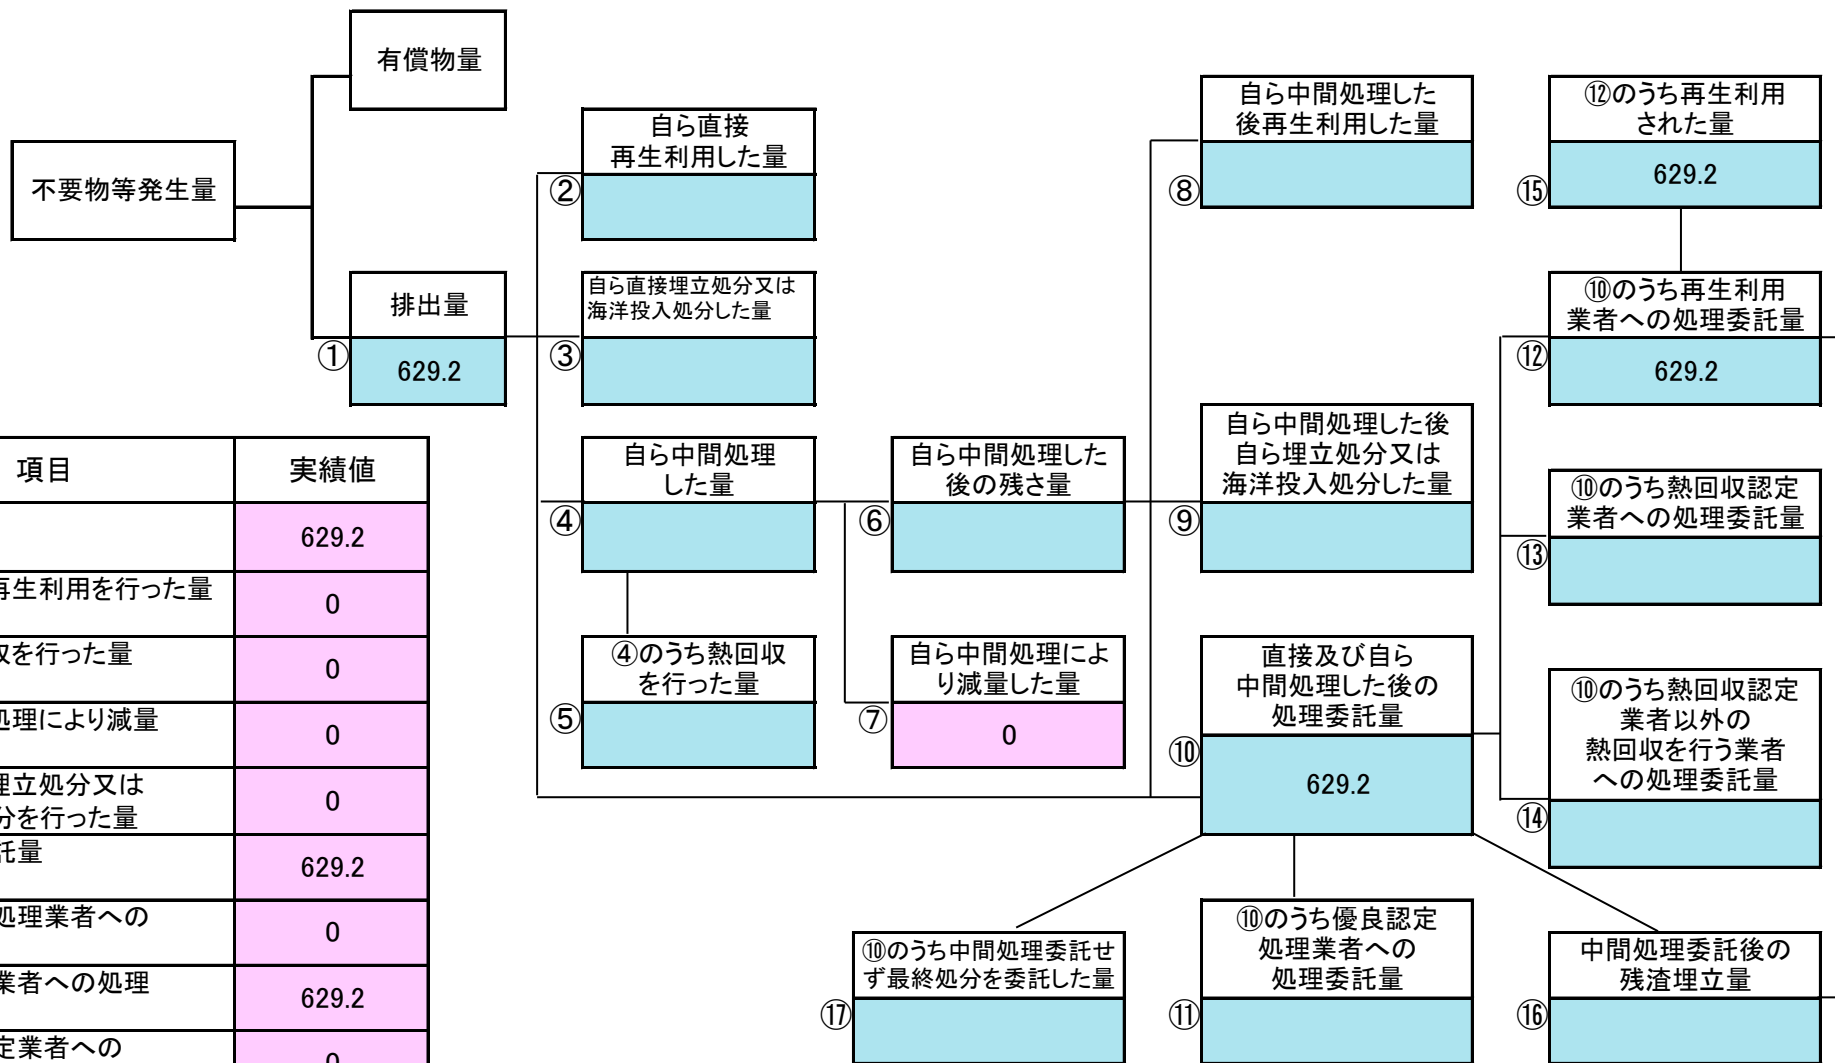 有償物量
不要物等発生量
排出量
①
629.2
自ら直接
再生利用した量
②
自ら直接埋立処分又は
海洋投入処分した量
③
自ら中間処理
した量
④
④のうち熱回収
を行った量
⑤
自ら中間処理した
後の残さ量
⑥
自ら中間処理によ
り減量した量
⑦
0
自ら中間処理した
後再生利用した量
⑧
自ら中間処理した後
自ら埋立処分又は
海洋投入処分した量
⑨
直接及び自ら
中間処理した後の
処理委託量
⑩
629.2
⑫のうち再生利用
された量
⑮
629.2
⑩のうち再生利用
業者への処理委託量
⑫
629.2
⑩のうち熱回収認定
業者への処理委託量
⑬
⑩のうち熱回収認定
業者以外の
熱回収を行う業者
への処理委託量
⑭
⑩のうち中間処理委託せ
ず最終処分を委託した量
⑰
⑩のうち優良認定
処理業者への
処理委託量
⑪
中間処理委託後の
残渣埋立量
⑯
項目
実績値
629.2
再生利用を行った量
0
を行った量
0
処理により減量
0
埋立処分又は
分を行った量
0
託量
629.2
処理業者への
0
業者への処理
629.2
定業者への
0